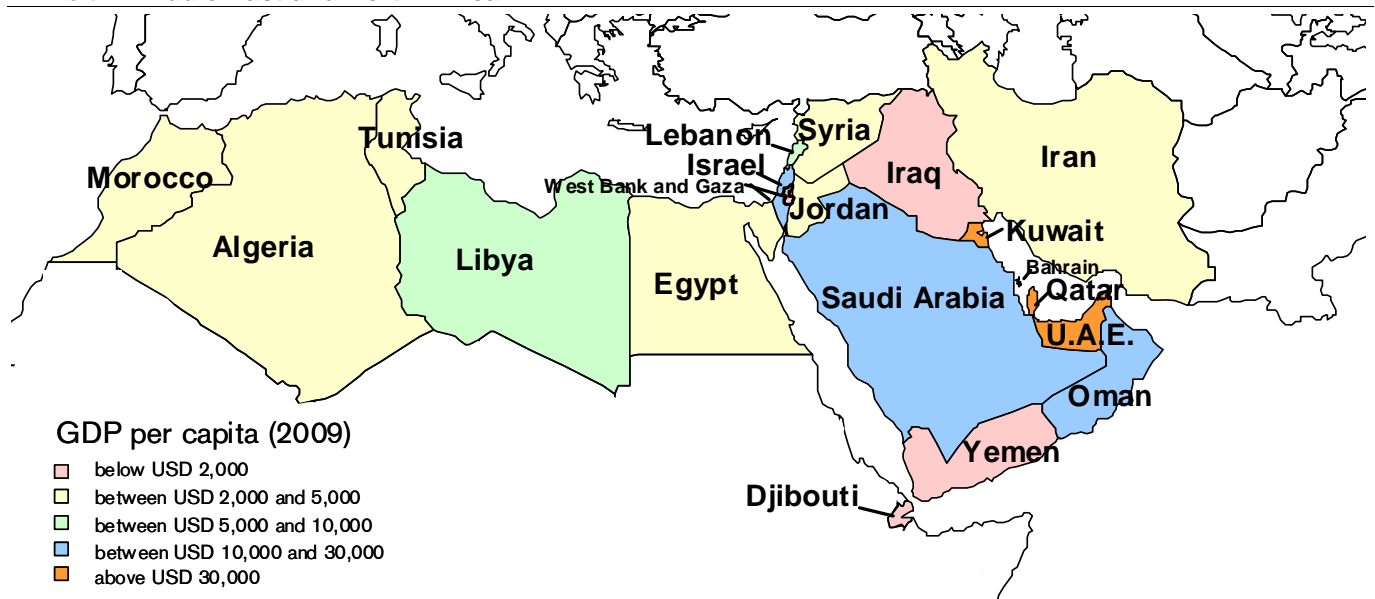 Tunisia
Lebanon
Syria
Morocco
Israel
Iraq
Iran
West Bank and Gaza
Jordan
Algeria
Libya
Kuwait
Egypt
Bahrain
Saudi Arabia
Qatar
U.A.E.
Oman
Yemen
Djibouti
GDP per capita (2009)
below USD 2,000
between USD 2,000 and 5,000
between USD 5,000 and 10,000
between USD 10,000 and 30,000
above USD 30,000